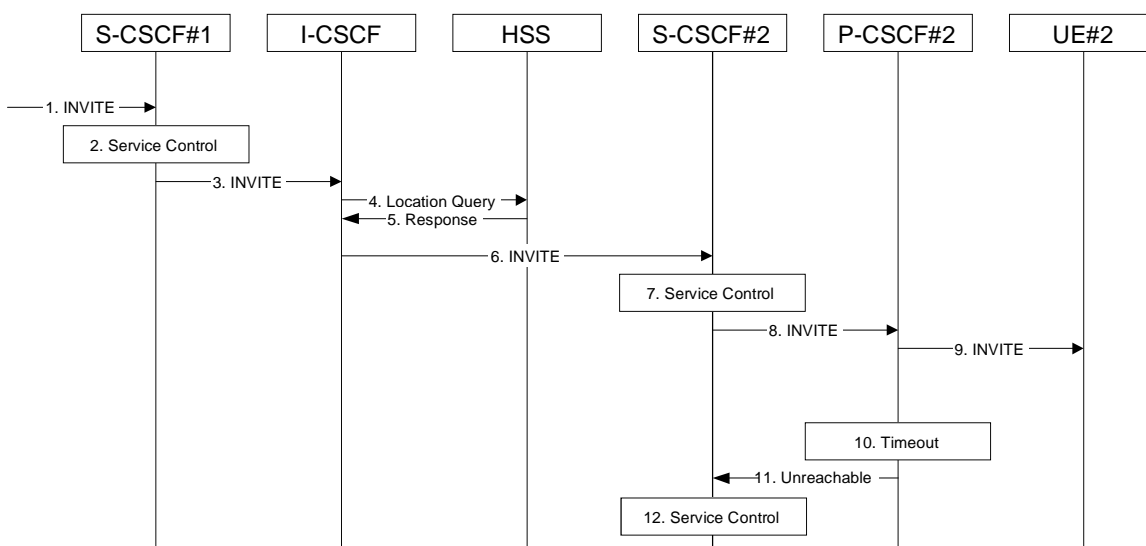 S-CSCF#1
I-CSCF
HSS
S-CSCF#2
P-CSCF#2
UE#2
1. INVITE
2. Service Control
3. INVITE
4. Location Query
5. Response
6. INVITE
7. Service Control
8. INVITE
9. INVITE
10. Timeout
11. Unreachable
12. Service Control